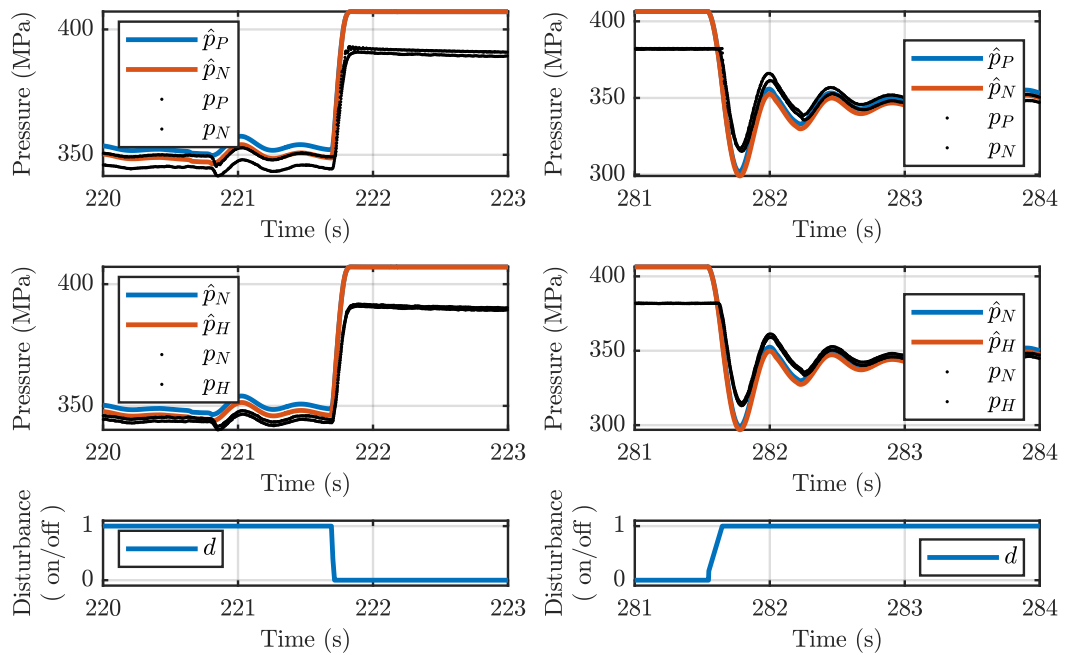 Pressure (MPa)
400
350
p̂_P
p̂_N
p_P
p_N
220 221 222 223
Time (s)
Pressure (MPa)
400
350
300
p̂_P
p̂_N
p_P
p_N
281 282 283 284
Time (s)
Pressure (MPa)
400
350
p̂_N
p̂_H
p_N
p_H
220 221 222 223
Time (s)
Pressure (MPa)
400
350
300
p̂_N
p̂_H
p_N
p_H
281 282 283 284
Time (s)
Disturbance
( on/off )
1
0
d
220 221 222 223
Time (s)
Disturbance
( on/off )
1
0
d
281 282 283 284
Time (s)